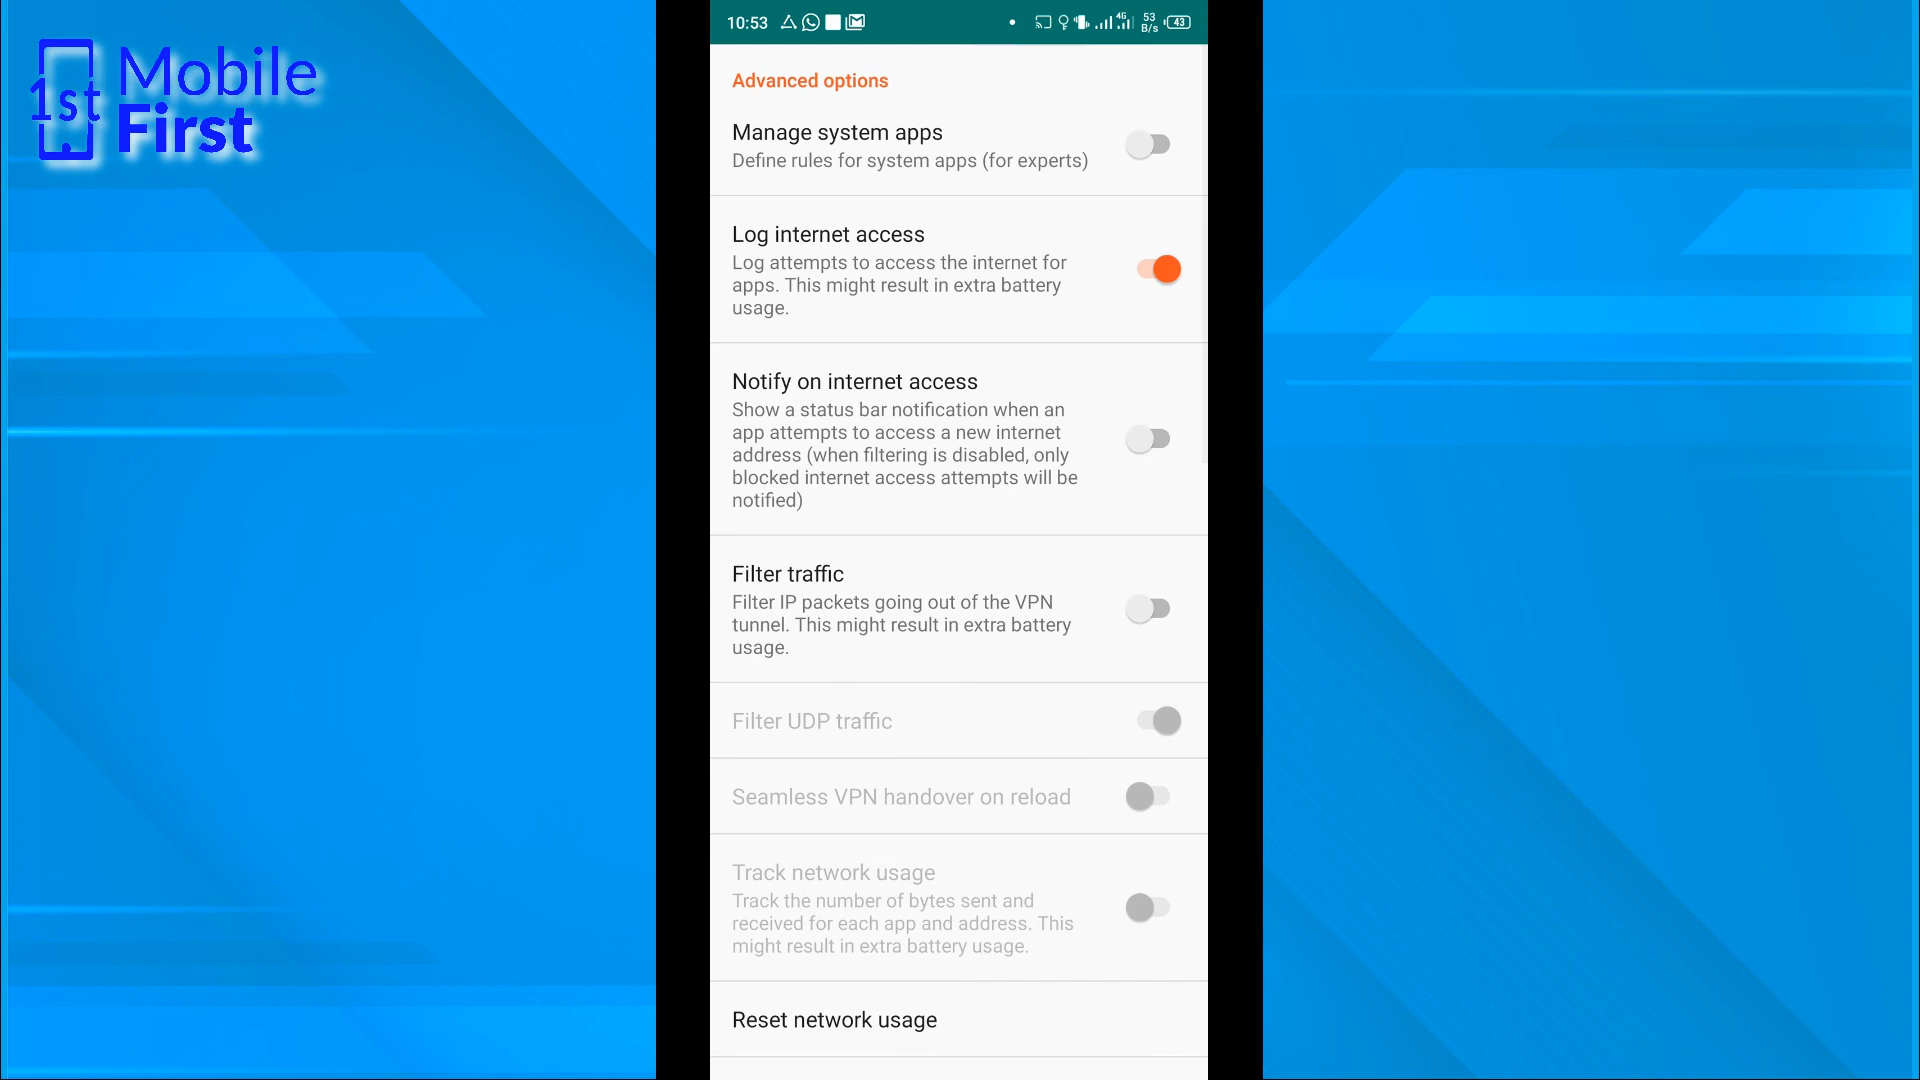 1st Mobile
First
10:53
4G
53
B/s
43
Advanced options
Manage system apps
Define rules for system apps (for experts)
Log internet access
Log attempts to access the internet for
apps. This might result in extra battery
usage.
Notify on internet access
Show a status bar notification when an
app attempts to access a new internet
address (when filtering is disabled, only
blocked internet access attempts will be
notified)
Filter traffic
Filter IP packets going out of the VPN
tunnel. This might result in extra battery
usage.
Filter UDP traffic
Seamless VPN handover on reload
Track network usage
Track the number of bytes sent and
received for each app and address. This
might result in extra battery usage.
Reset network usage